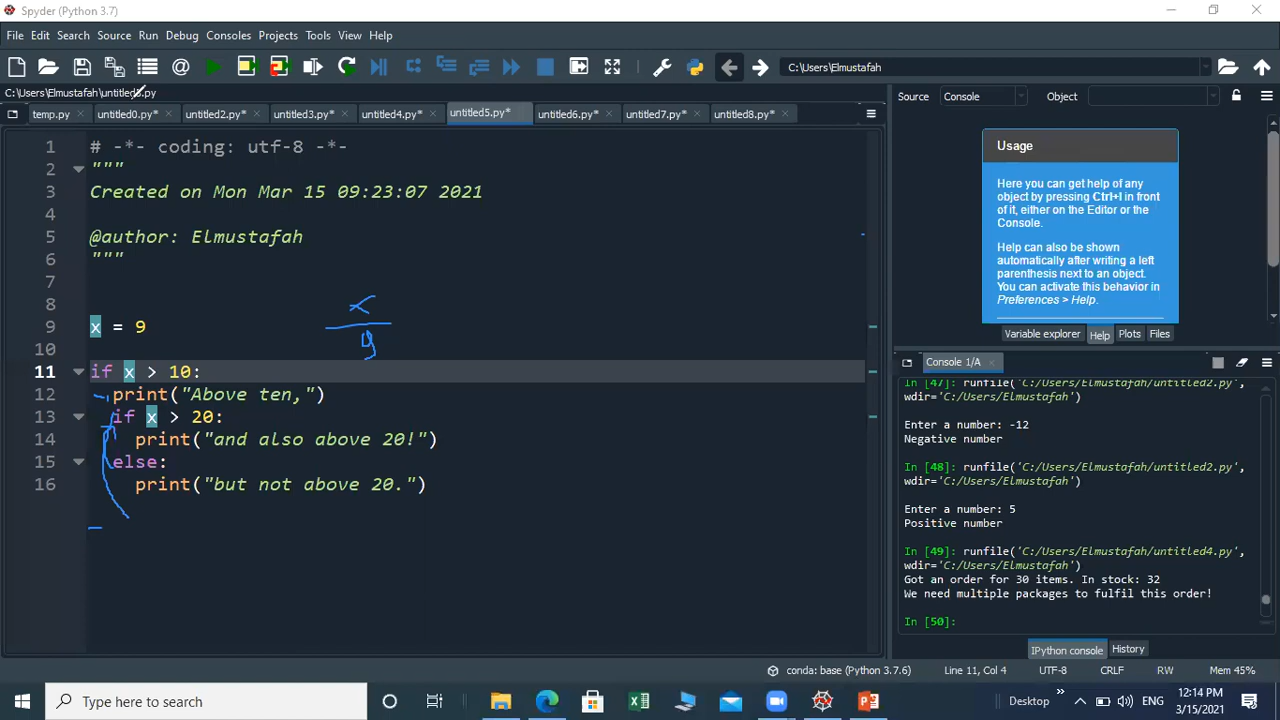 Spyder (Python 3.7)
File Edit Search Source Run Debug Consoles Projects Tools View Help
C:\Users\Elmustafah
C:\Users\Elmustafah\untitled5.py
Source Console Object
temp.py untitled0.py* untitled2.py* untitled3.py* untitled4.py* untitled5.py* untitled6.py* untitled7.py* untitled8.py*
1 # -*- coding: utf-8 -*-
2 """
3 Created on Mon Mar 15 09:23:07 2021
4
5 @author: Elmustafah
6 """
7
8
9 x = 9
10
11 if x > 10:
12 print("Above ten,")
13 if x > 20:
14 print("and also above 20!")
15 else:
16 print("but not above 20.")
x
9
Usage
Here you can get help of any
object by pressing Ctrl+I in front
of it, either on the Editor or the
Console.
Help can also be shown
automatically after writing a left
parenthesis next to an object.
You can activate this behavior in
Preferences > Help.
Variable explorer Help Plots Files
Console 1/A
In [47]: runfile('C:/Users/Elmustafah/untitled2.py',
wdir='C:/Users/Elmustafah')
Enter a number: -12
Negative number
In [48]: runfile('C:/Users/Elmustafah/untitled2.py',
wdir='C:/Users/Elmustafah')
Enter a number: 5
Positive number
In [49]: runfile('C:/Users/Elmustafah/untitled4.py',
wdir='C:/Users/Elmustafah')
Got an order for 30 items. In stock: 32
We need multiple packages to fulfil this order!
In [50]:
IPython console History
conda: base (Python 3.7.6) Line 11, Col 4 UTF-8 CRLF RW Mem 45%
Type here to search
Desktop ENG
12:14 PM
3/15/2021